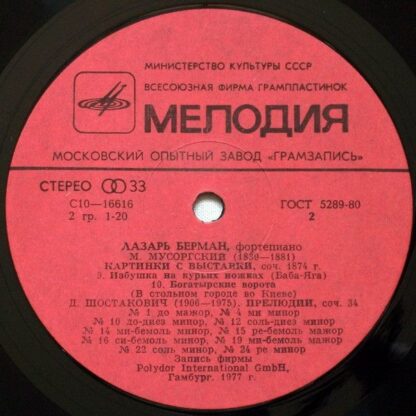 МИНИСТЕРСТВО КУЛЬТУРЫ СССР
ВСЕСОЮЗНАЯ ФИРМА ГРАМПЛАСТИНОК
МЕЛОДИЯ
МОСКОВСКИЙ ОПЫТНЫЙ ЗАВОД «ГРАМЗАПИСЬ»
СТЕРЕО 33
С10—16616
2 гр. 1-20
ГОСТ 5289-80
2
ЛАЗАРЬ БЕРМАН, фортепиано
М. МУСОРГСКИЙ (1839—1881)
КАРТИНКИ С ВЫСТАВКИ, соч. 1874 г.
9. Избушка на курьих ножках (Баба-Яга)
10. Богатырские ворота
(В стольном городе во Киеве)
Д. ШОСТАКОВИЧ (1906—1975). ПРЕЛЮДИИ, соч. 34
№ 1 до мажор, № 4 ми минор
№ 10 до-диез минор, № 12 соль-диез минор
№ 14 ми-бемоль минор, № 15 ре-бемоль мажор
№ 16 си-бемоль минор, № 19 ми-бемоль мажор
№ 22 соль минор, № 24 ре минор
Запись фирмы
Polydor International GmbH,
Гамбург. 1977 г.